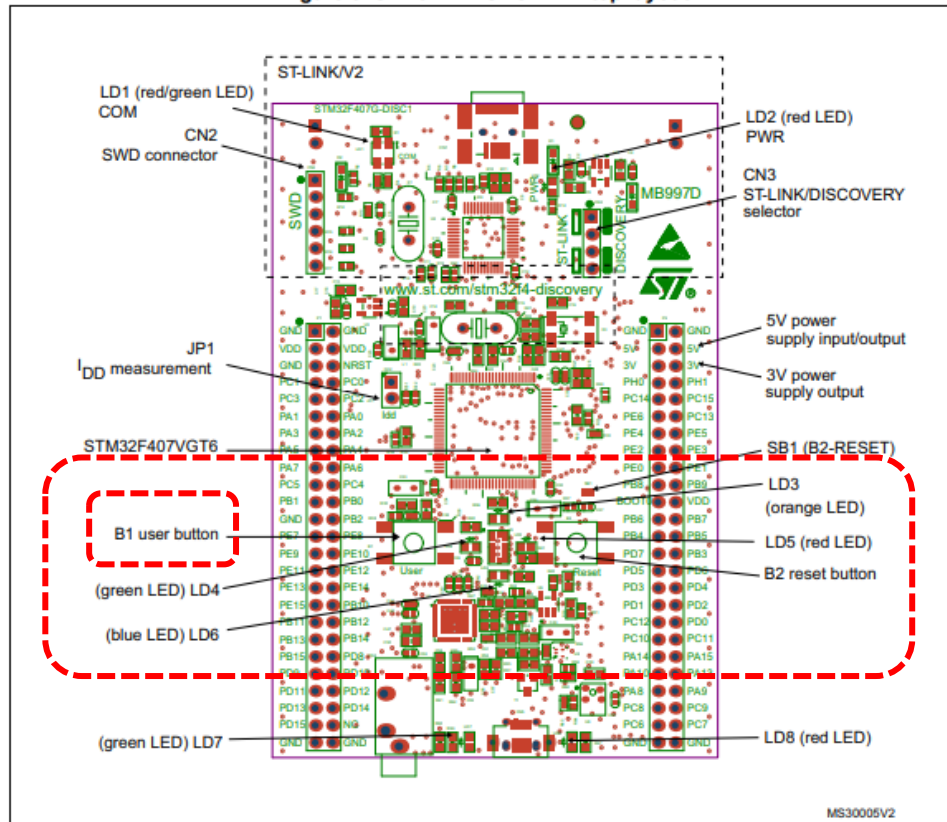 ST-LINK/V2
LD1 (red/green LED)
COM
STM32F407G-DISC1
LD2 (red LED)
PWR
CN2
SWD connector
COM
PWR
CN3
ST-LINK/DISCOVERY
selector
MB997D
SWD
ST-LINK
DISCOVERY
www.st.com/stm32f4-discovery
GND GND GND GND
5V power
supply input/output
VDD VDD 5V 5V
JP1
IDD measurement
GND NRST 3V 3V
3V power
supply output
PC1 PC0 PH0 PH1
PC3 PC2 PC14 PC15
Idd
PA1 PA0 PE6 PC13
PA3 PA2 PE4 PE5
STM32F407VGT6
PA5 PA4 PE2 PE3
SB1 (B2-RESET)
PA7 PA6 PE0 PE1
PC5 PC4 PB8 PB9
LD3
(orange LED)
PB1 PB0 BOOT0 VDD
GND PB2 PB6 PB7
B1 user button
PE7 PE8 PB4 PB5
LD5 (red LED)
PE9 PE10 PD7 PB3
User
Reset
B2 reset button
PE11 PE12 PD5 PD6
(green LED) LD4
PE13 PE14 PD3 PD4
PE15 PB10 PD1 PD2
PB11 PB12 PC12 PD0
(blue LED) LD6
PB13 PB14 PC10 PC11
PB15 PD8 PA14 PA15
PD9 PD10 PA10 PA13
PD11 PD12 PA8 PA9
PD13 PD14 PC8 PC9
PD15 NC PC6 PC7
GND GND GND GND
(green LED) LD7
LD8 (red LED)
MS30005V2